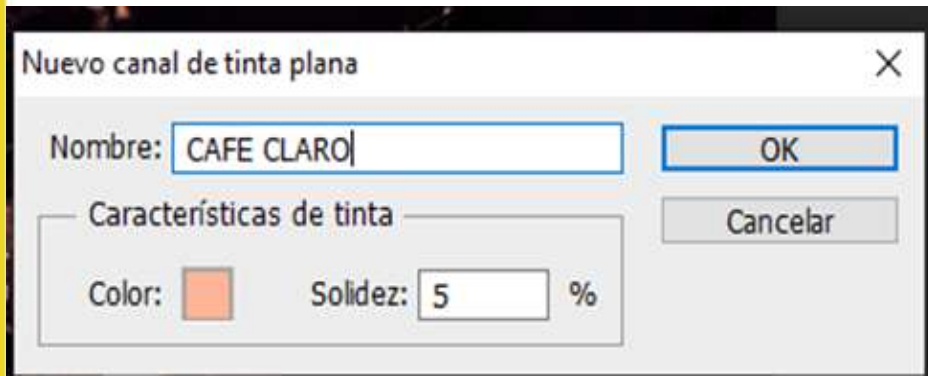 Nuevo canal de tinta plana
Nombre: CAFE CLARO OK
Características de tinta Cancelar
Color: Solidez: 5 %